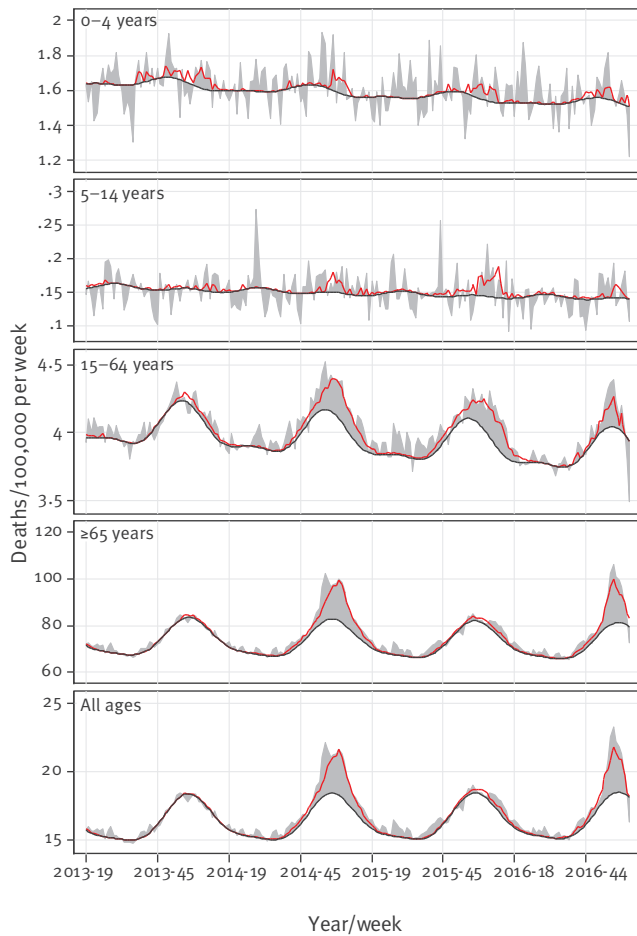 Deaths/100,000 per week
0–4 years
2
1.8
1.6
1.4
1.2
5–14 years
.3
.25
.2
.15
.1
15–64 years
4.5
4
3.5
≥65 years
120
100
80
60
All ages
25
20
15
2013-19 2013-45 2014-19 2014-45 2015-19 2015-45 2016-18 2016-44
Year/week